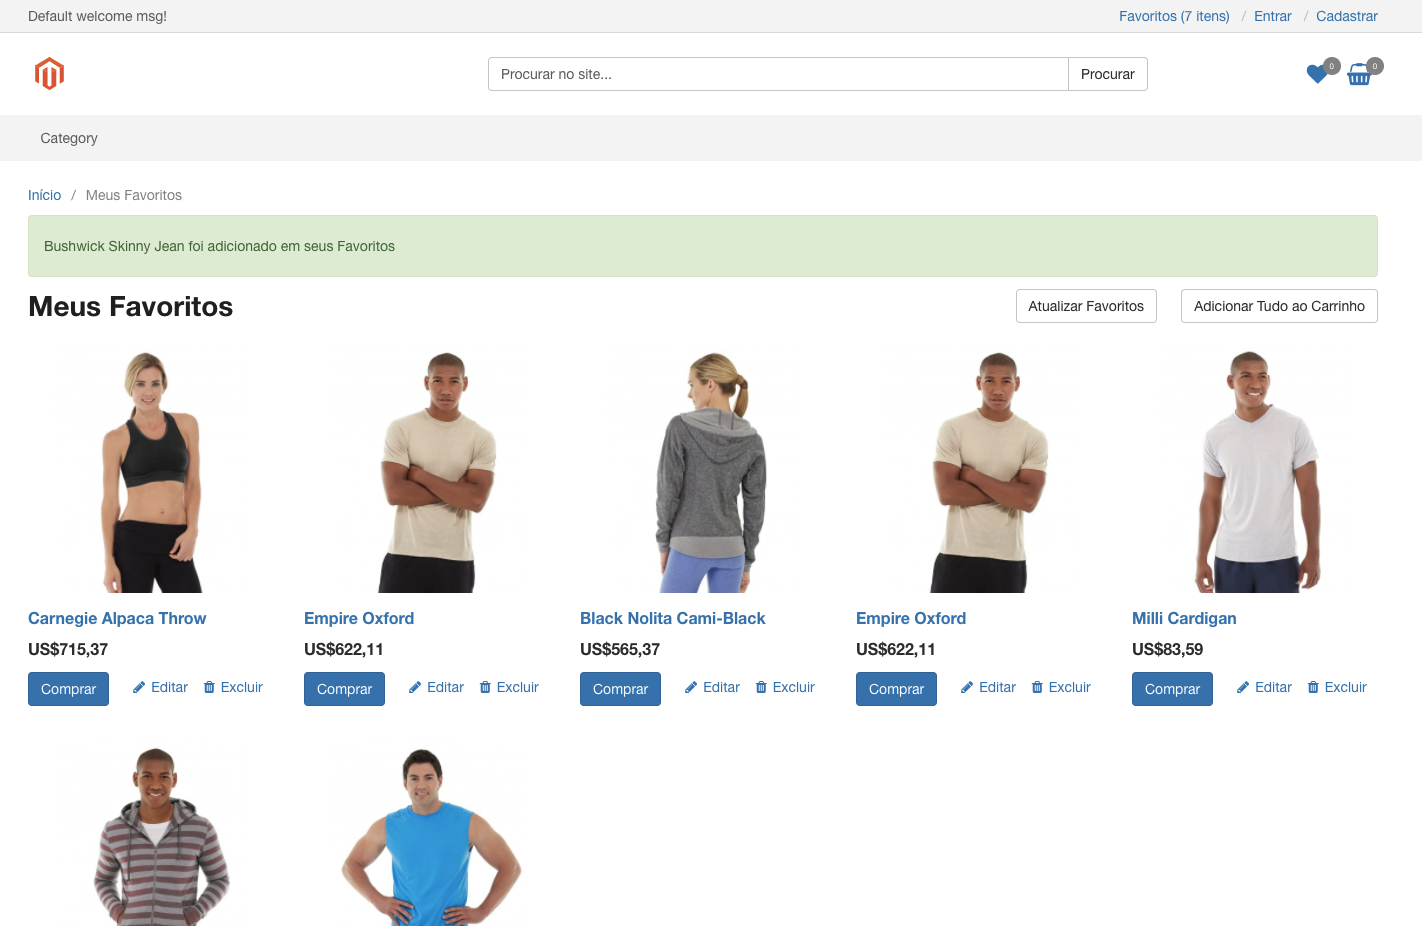 Default welcome msg!
Favoritos (7 itens) / Entrar / Cadastrar
Procurar no site... Procurar
0 0
Category
Início / Meus Favoritos
Bushwick Skinny Jean foi adicionado em seus Favoritos
Meus Favoritos
Atualizar Favoritos
Adicionar Tudo ao Carrinho
Carnegie Alpaca Throw
US$715,37
Comprar Editar Excluir
Empire Oxford
US$622,11
Comprar Editar Excluir
Black Nolita Cami-Black
US$565,37
Comprar Editar Excluir
Empire Oxford
US$622,11
Comprar Editar Excluir
Milli Cardigan
US$83,59
Comprar Editar Excluir